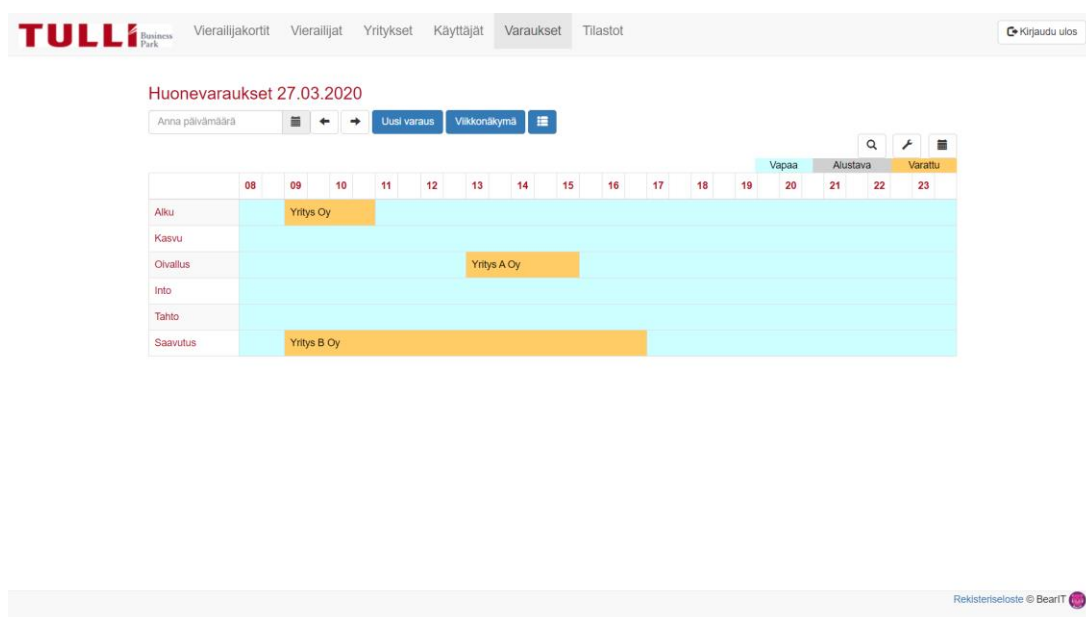 TULLI Business Park Vierailijakortit Vierailijat Yritykset Käyttäjät Varaukset Tilastot Kirjaudu ulos
Huonevaraukset 27.03.2020
Anna päivämäärä Uusi varaus Viikkonäkymä
Vapaa Alustava Varattu
08 09 10 11 12 13 14 15 16 17 18 19 20 21 22 23
Alku Yritys Oy
Kasvu
Oivallus Yritys A Oy
Into
Tahto
Saavutus Yritys B Oy
Rekisteriseloste © BearIT